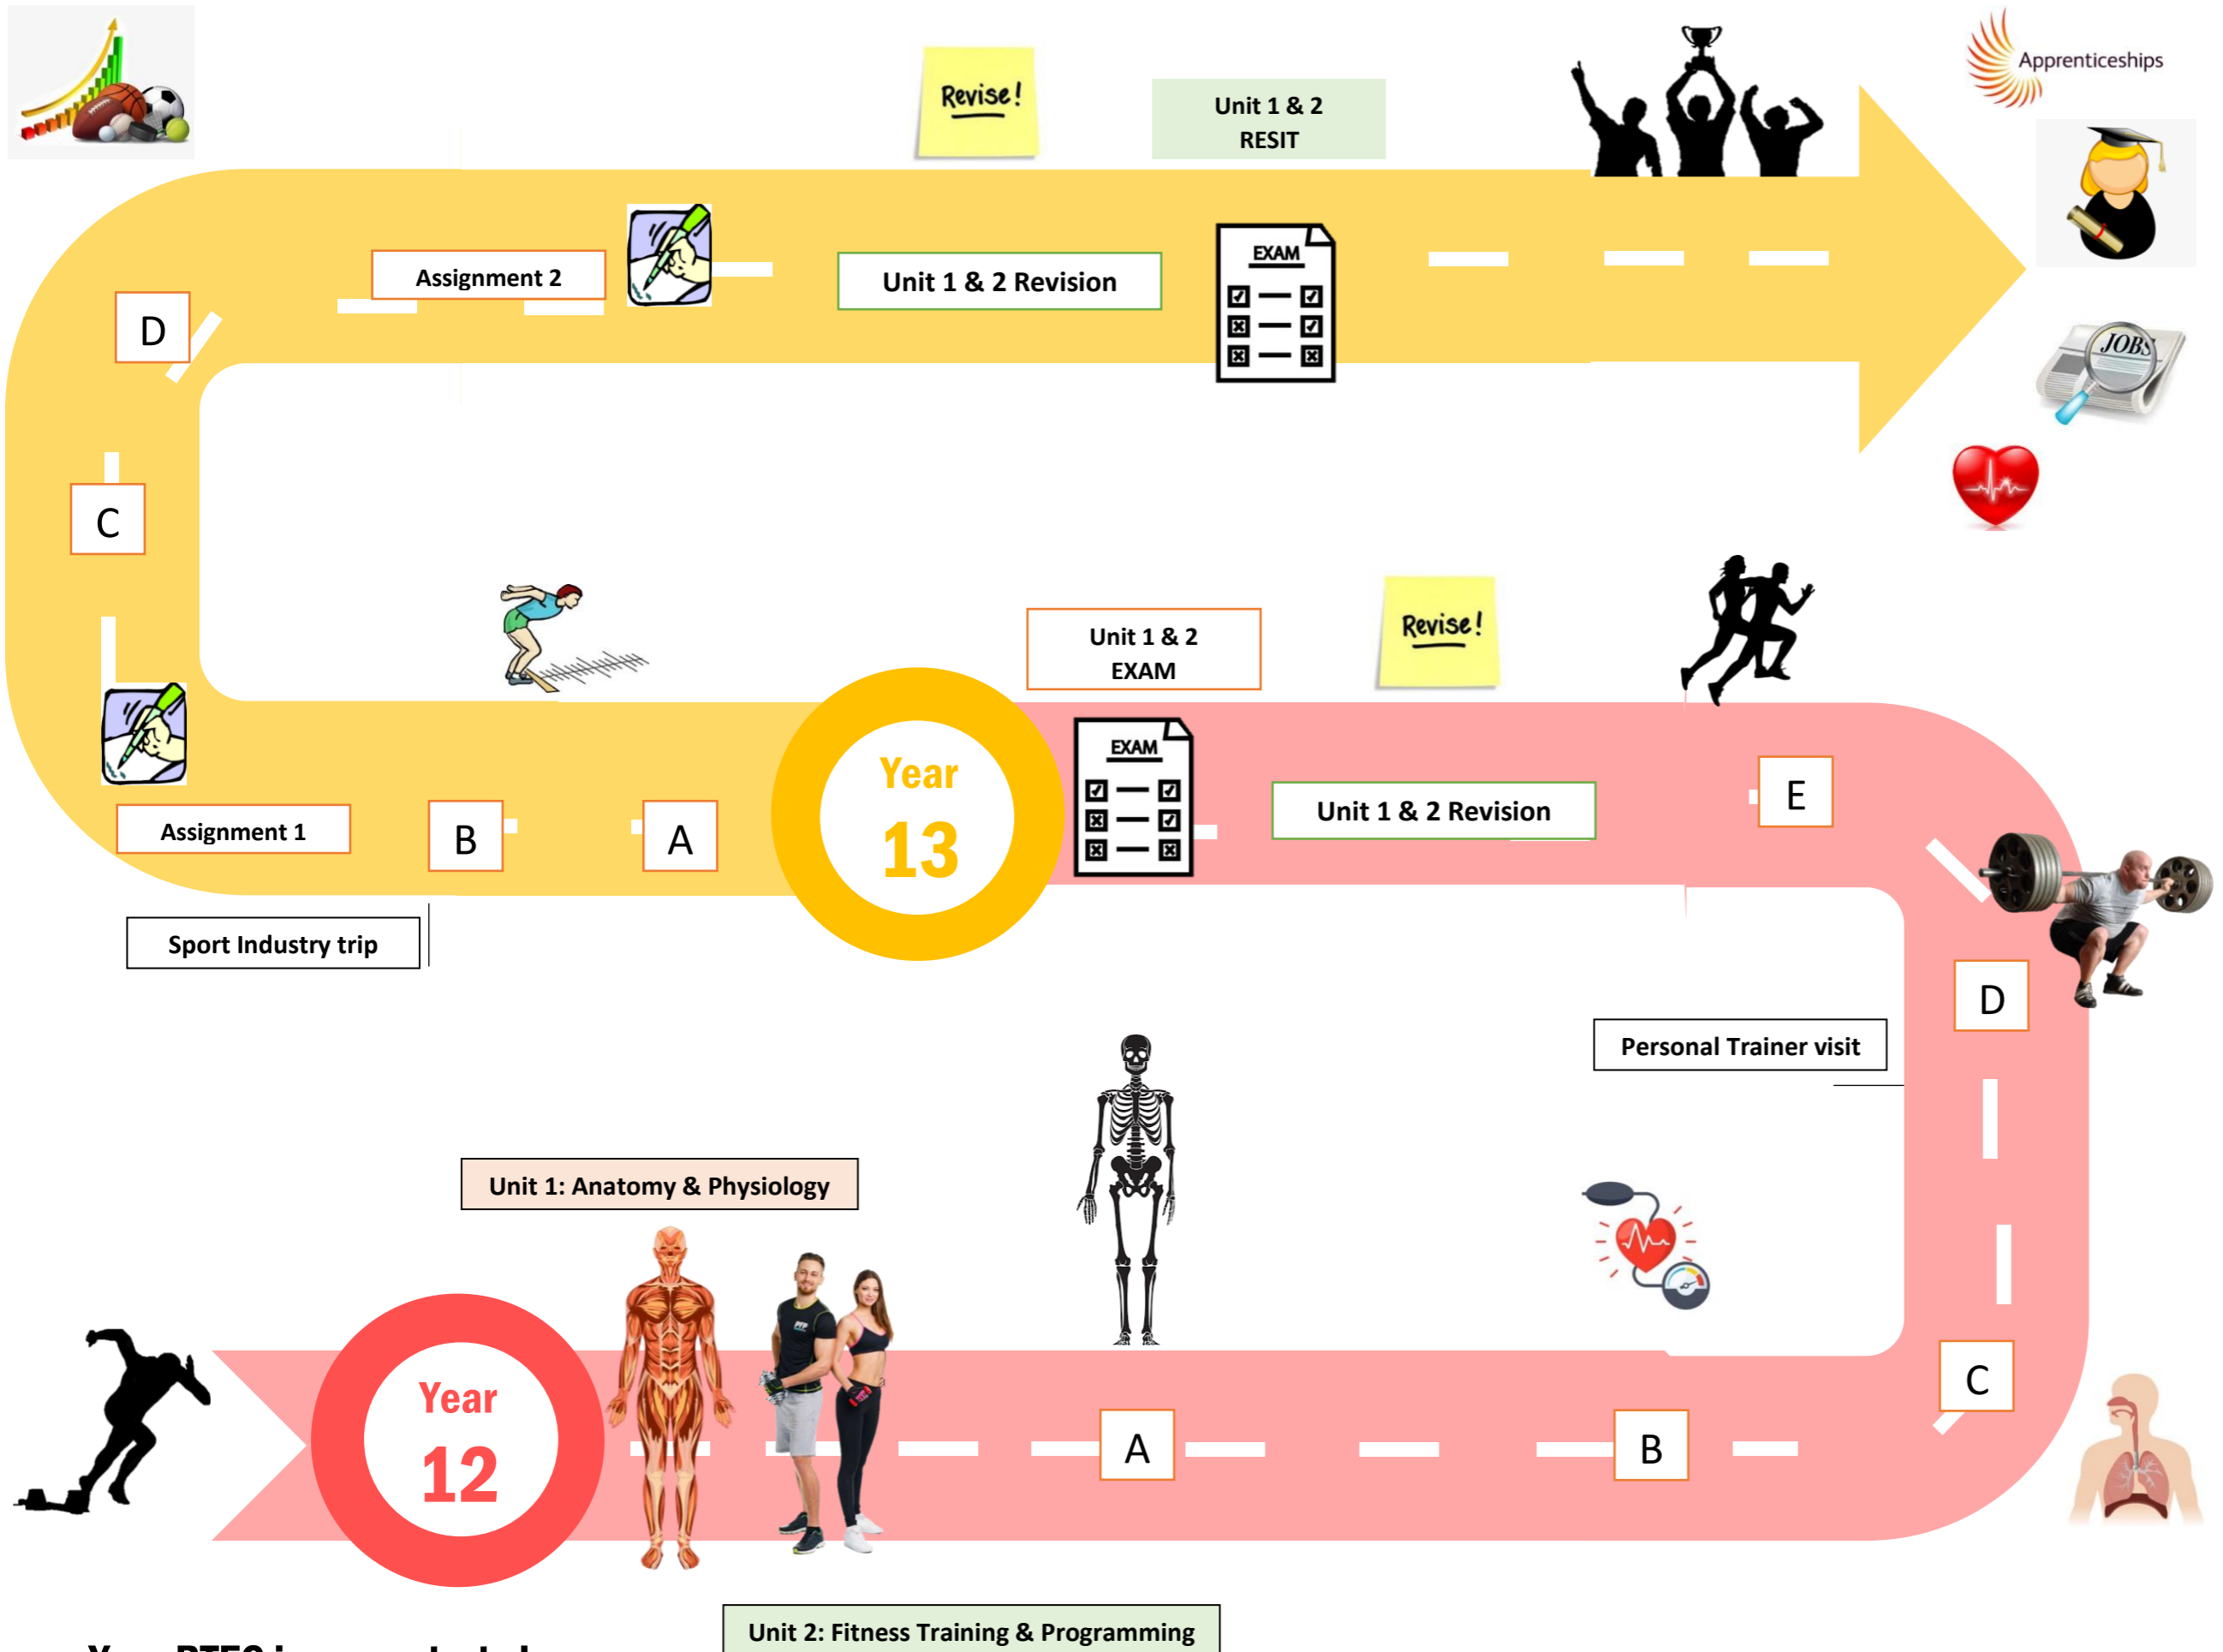 Apprenticeships
Revise!
Unit 1 & 2
RESIT
Assignment 2
Unit 1 & 2 Revision
EXAM
D
JOBS
C
Unit 1 & 2
EXAM
Revise!
Year
13
EXAM
Unit 1 & 2 Revision
E
Assignment 1
B
A
Sport Industry trip
D
Personal Trainer visit
Unit 1: Anatomy & Physiology
PTP
Year
12
A
B
C
Unit 2: Fitness Training & Programming